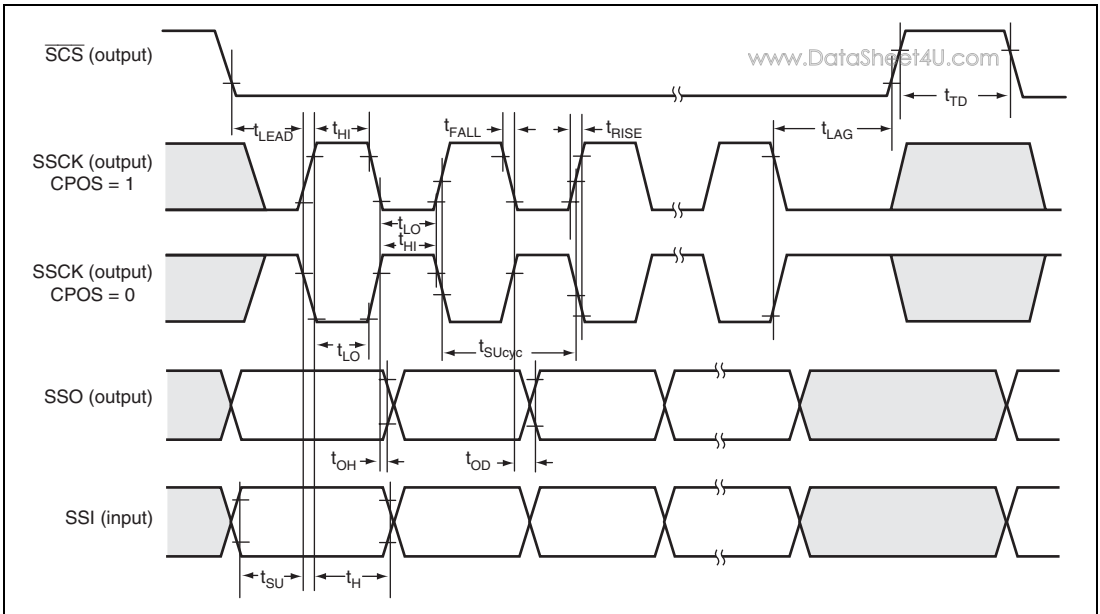 SCS (output)
www.DataSheet4U.com
tTD
tLEAD
tHI
tFALL
tRISE
tLAG
SSCK (output)
CPOS = 1
tLO
tHI
SSCK (output)
CPOS = 0
tLO
tSUcyc
SSO (output)
tOH
tOD
SSI (input)
tSU
tH